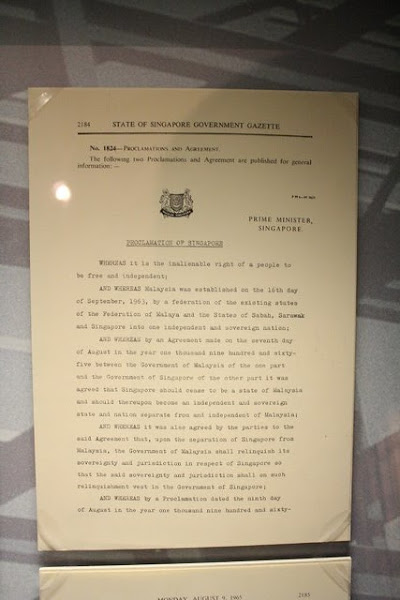 2184 STATE OF SINGAPORE GOVERNMENT GAZETTE
No. 1824—Proclamations and Agreement.
The following two Proclamations and Agreement are published for general
information:—
PRIME MINISTER,
SINGAPORE
PROCLAMATION OF SINGAPORE
WHEREAS it is the inalienable right of a people to
be free and independent;
AND WHEREAS Malaysia was established on the 16th day
of September, 1963, by a federation of the existing states
of the Federation of Malaya and the States of Sabah, Sarawak
and Singapore into one independent and sovereign nation;
AND WHEREAS by an Agreement made on the seventh day
of August in the year one thousand nine hundred and sixty-
five between the Government of Malaysia of the one part
and the Government of Singapore of the other part it was
agreed that Singapore should cease to be a state of Malaysia
and should thereupon become an independent and sovereign
state and nation separate from and independent of Malaysia;
AND WHEREAS it was also agreed by the parties to the
said Agreement that, upon the separation of Singapore from
Malaysia, the Government of Malaysia shall relinquish its
sovereignty and jurisdiction in respect of Singapore so
that the said sovereignty and jurisdiction shall on such
relinquishment vest in the Government of Singapore;
AND WHEREAS by a Proclamation dated the ninth day
of August in the year one thousand nine hundred and sixty-
MONDAY, AUGUST 9, 1965 2185